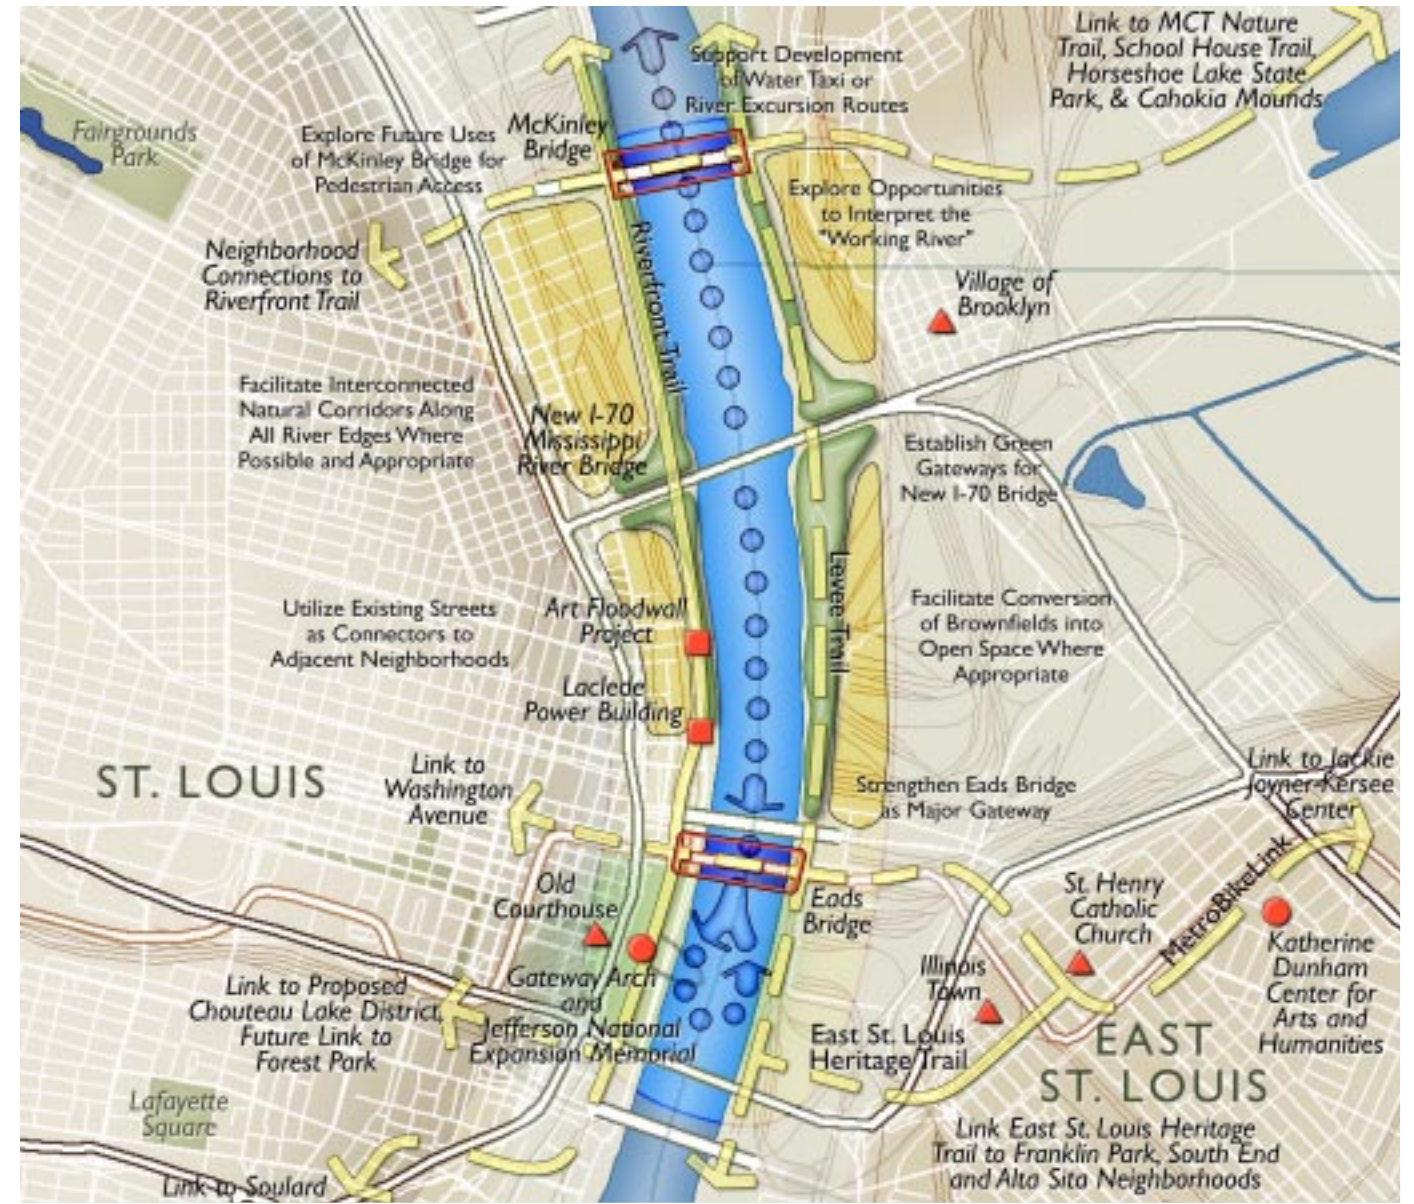 Link to MCT Nature
Trail, School House Trail,
Horseshoe Lake State
Park, & Cahokia Mounds
Support Development
of Water Taxi or
River Excursion Routes
Fairgrounds
Park
Explore Future Uses
of McKinley Bridge for
Pedestrian Access
McKinley
Bridge
Explore Opportunities
to Interpret the
"Working River"
Neighborhood
Connections to
Riverfront Trail
Riverfront Trail
Village of
Brooklyn
Facilitate Interconnected
Natural Corridors Along
All River Edges Where
Possible and Appropriate
New I-70
Mississippi
River Bridge
Establish Green
Gateways for
New I-70 Bridge
Utilize Existing Streets
as Connectors to
Adjacent Neighborhoods
Art Floodwall
Project
Levee Trail
Facilitate Conversion
of Brownfields into
Open Space Where
Appropriate
Laclede
Power Building
ST. LOUIS
Link to
Washington
Avenue
Strengthen Eads Bridge
as Major Gateway
Link to Jackie
Joyner-Kersee
Center
Old
Courthouse
Eads
Bridge
St. Henry
Catholic
Church
MetroBikeLink
Katherine
Dunham
Center for
Arts and
Humanities
Gateway Arch
and
Jefferson National
Expansion Memorial
Illinois
Town
Link to Proposed
Chouteau Lake District,
Future Link to
Forest Park
East St. Louis
Heritage Trail
EAST
ST. LOUIS
Lafayette
Square
Link East St. Louis Heritage
Trail to Franklin Park, South End
and Alta Sita Neighborhoods
Link to Soulard